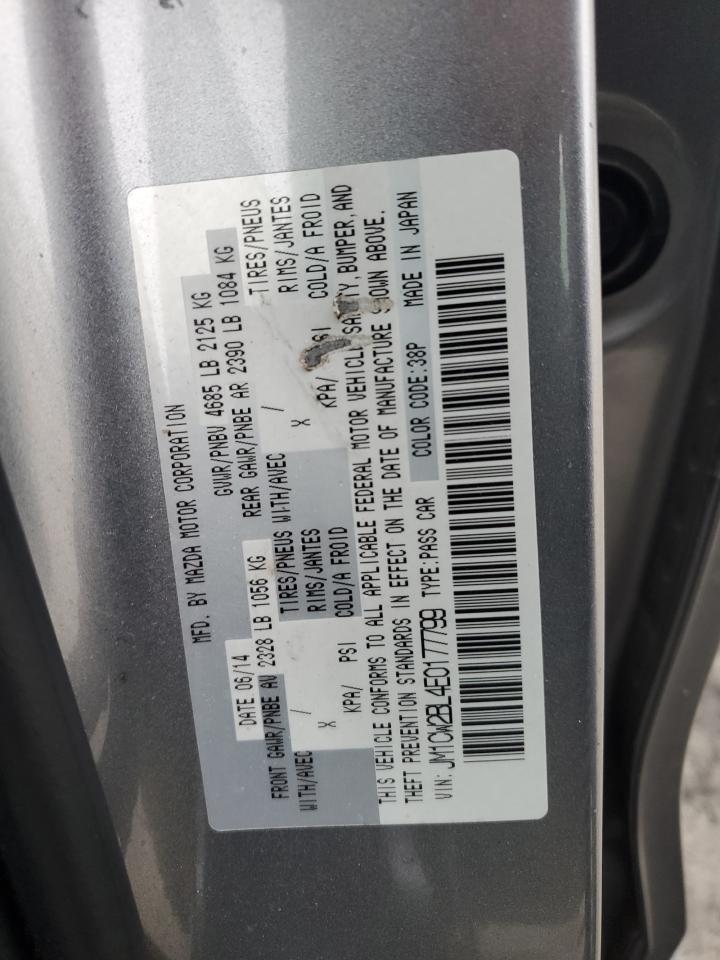 MFD. BY MAZDA MOTOR CORPORATION
DATE 06/14 GVWR/PNBV 4685 LB 2125 KG
FRONT GAWR/PNBE AV 2328 LB 1056 KG REAR GAWR/PNBE AR 2390 LB 1084 KG
WITH/AVEC / TIRES/PNEUS WITH/AVEC / TIRES/PNEUS
X RIMS/JANTES X RIMS/JANTES
KPA/ PSI COLD/A FROID KPA/ PSI COLD/A FROID
THIS VEHICLE CONFORMS TO ALL APPLICABLE FEDERAL MOTOR VEHICLE BUMPER, AND
THEFT PREVENTION STANDARDS IN EFFECT ON THE DATE OF MANUFACTURE SHOWN ABOVE.
COLOR CODE:38P MADE IN JAPAN
VIN: JM1CW2BL4E0177799 TYPE:PASS CAR